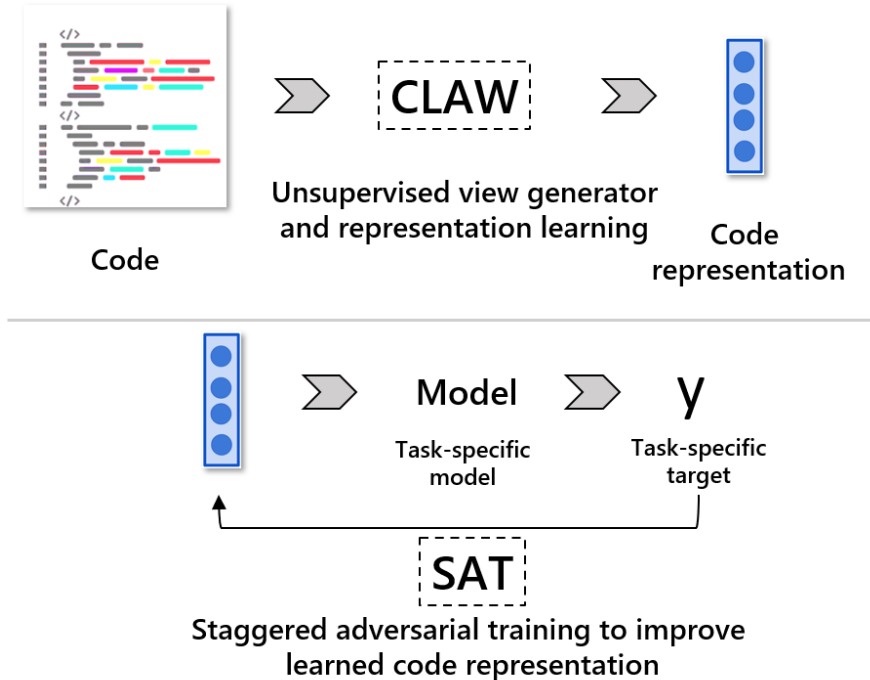 </>
</>
</>
Code
CLAW
Unsupervised view generator
and representation learning
Code
representation
Model
Task-specific
model
y
Task-specific
target
SAT
Staggered adversarial training to improve
learned code representation